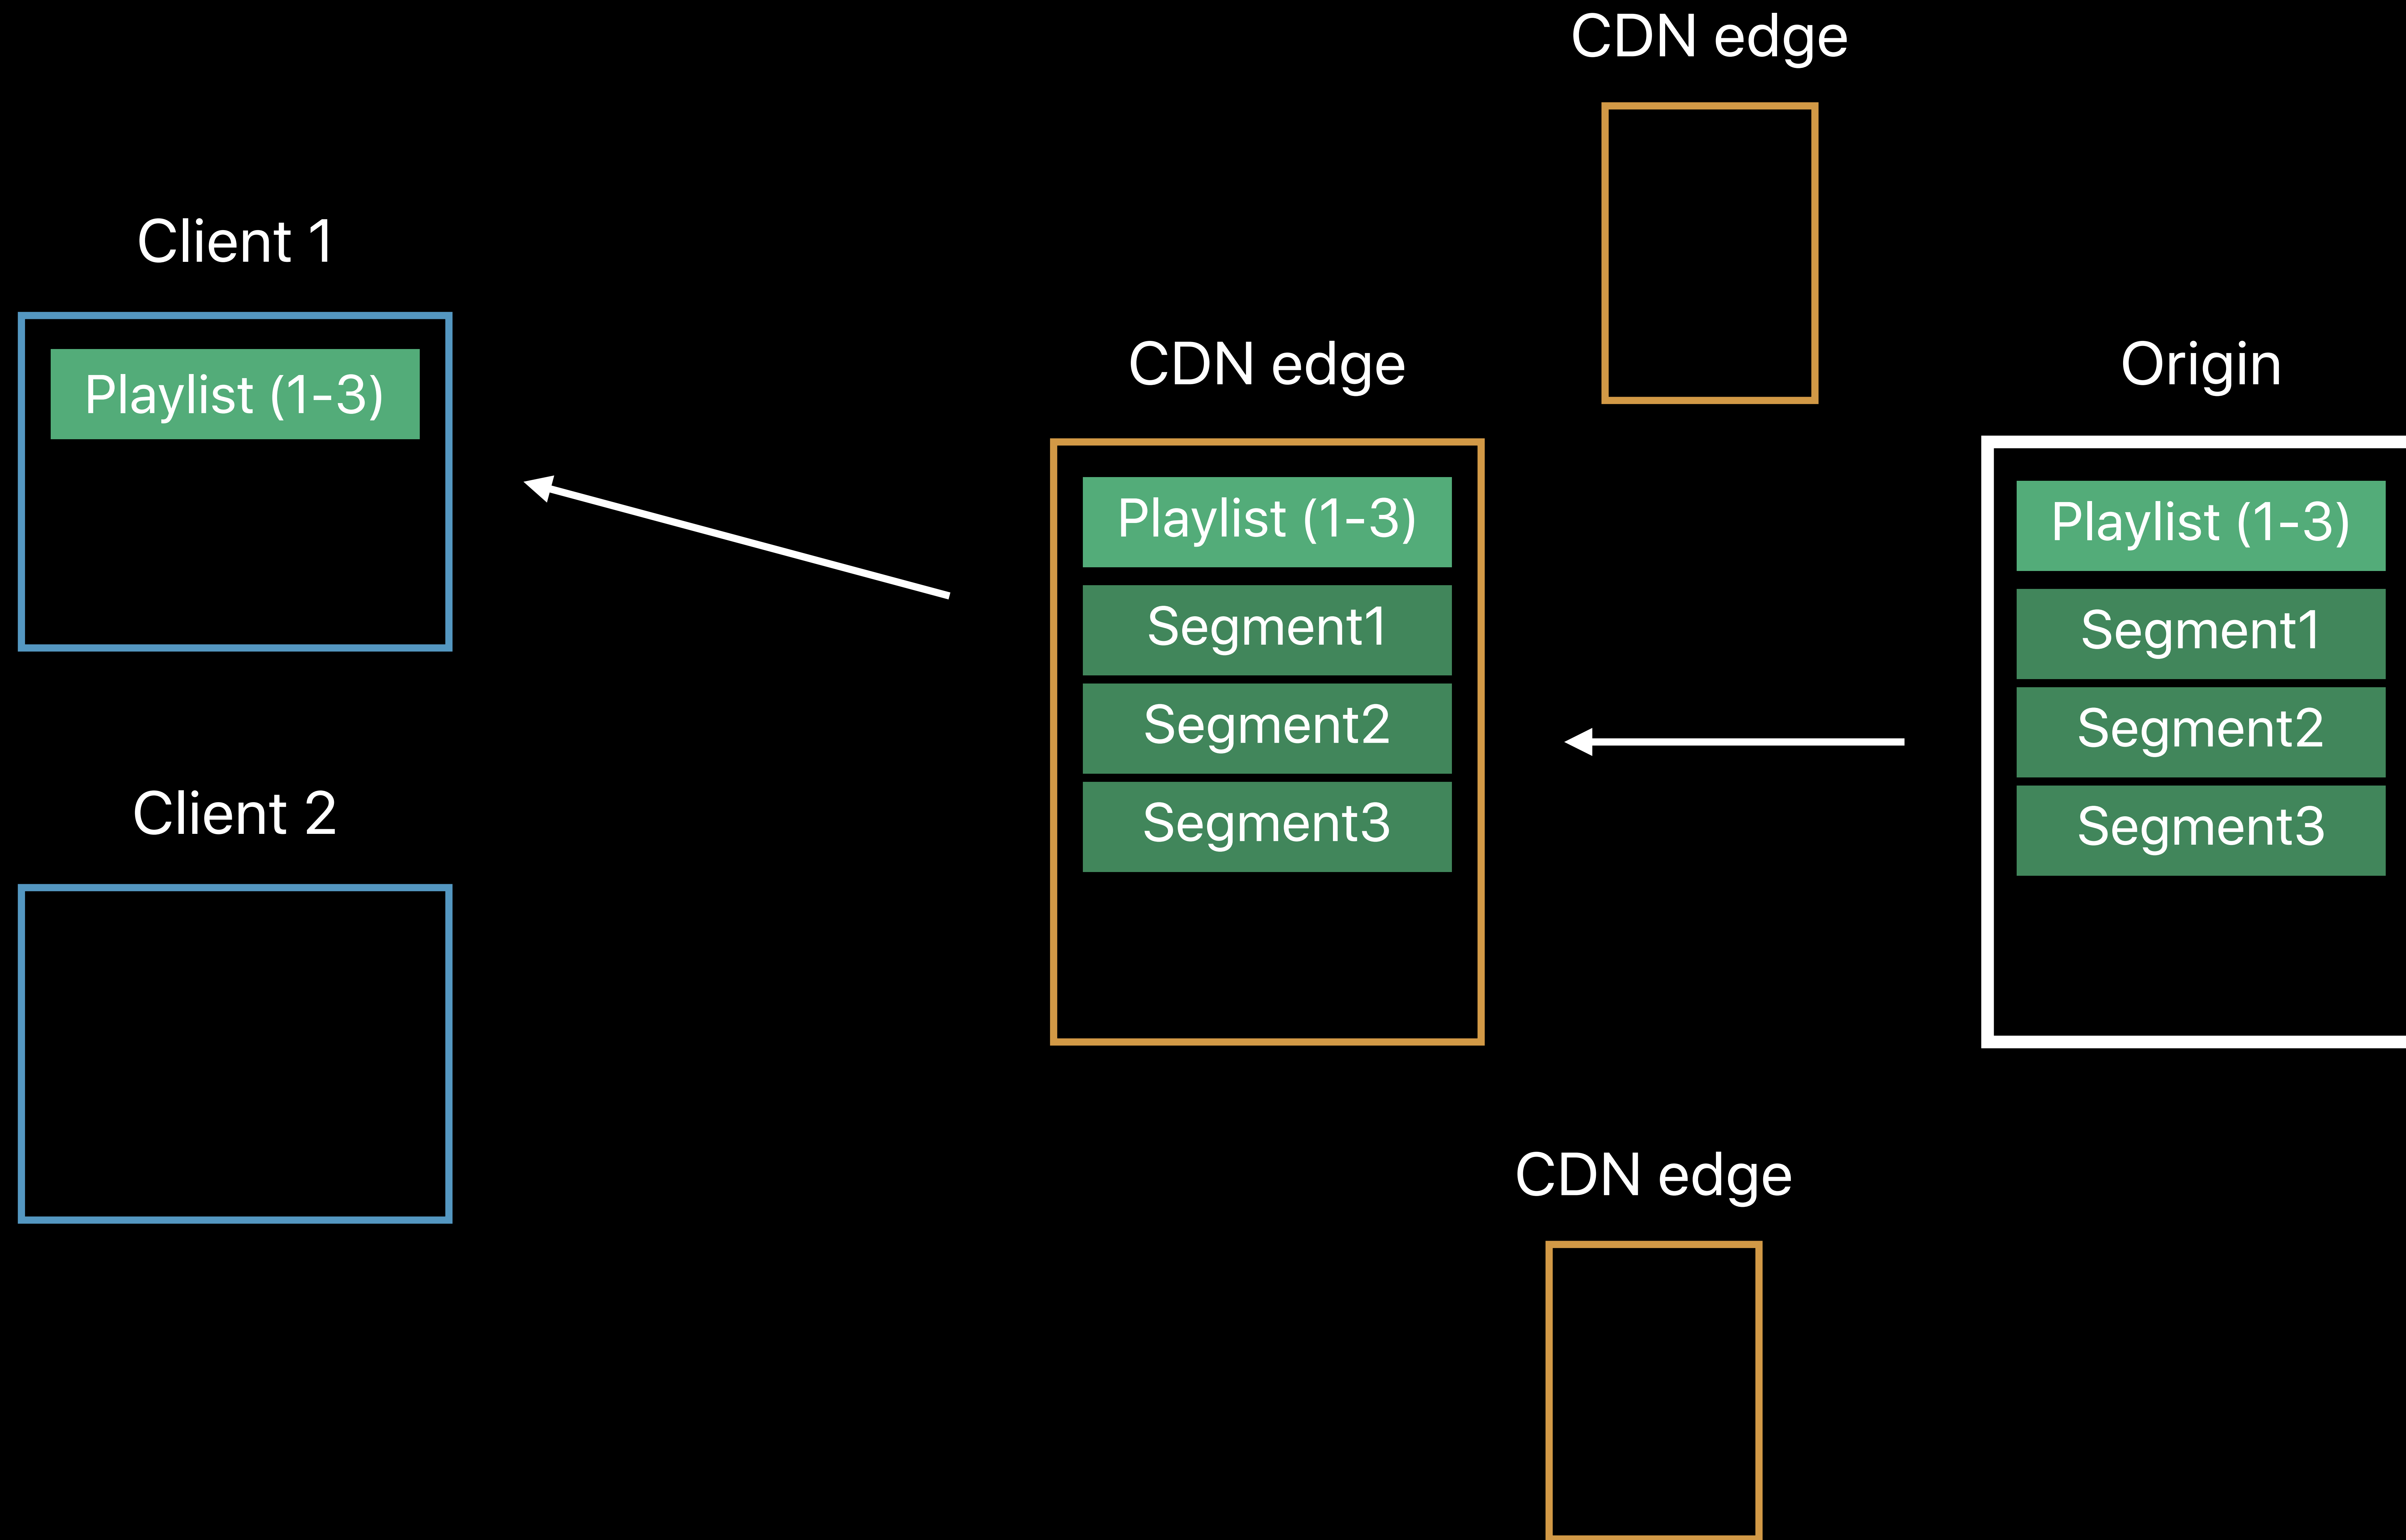 CDN edge
Client 1
Playlist (1-3)
Client 2
CDN edge
Playlist (1-3)
Segment1
Segment2
Segment3
Origin
Playlist (1-3)
Segment1
Segment2
Segment3
CDN edge